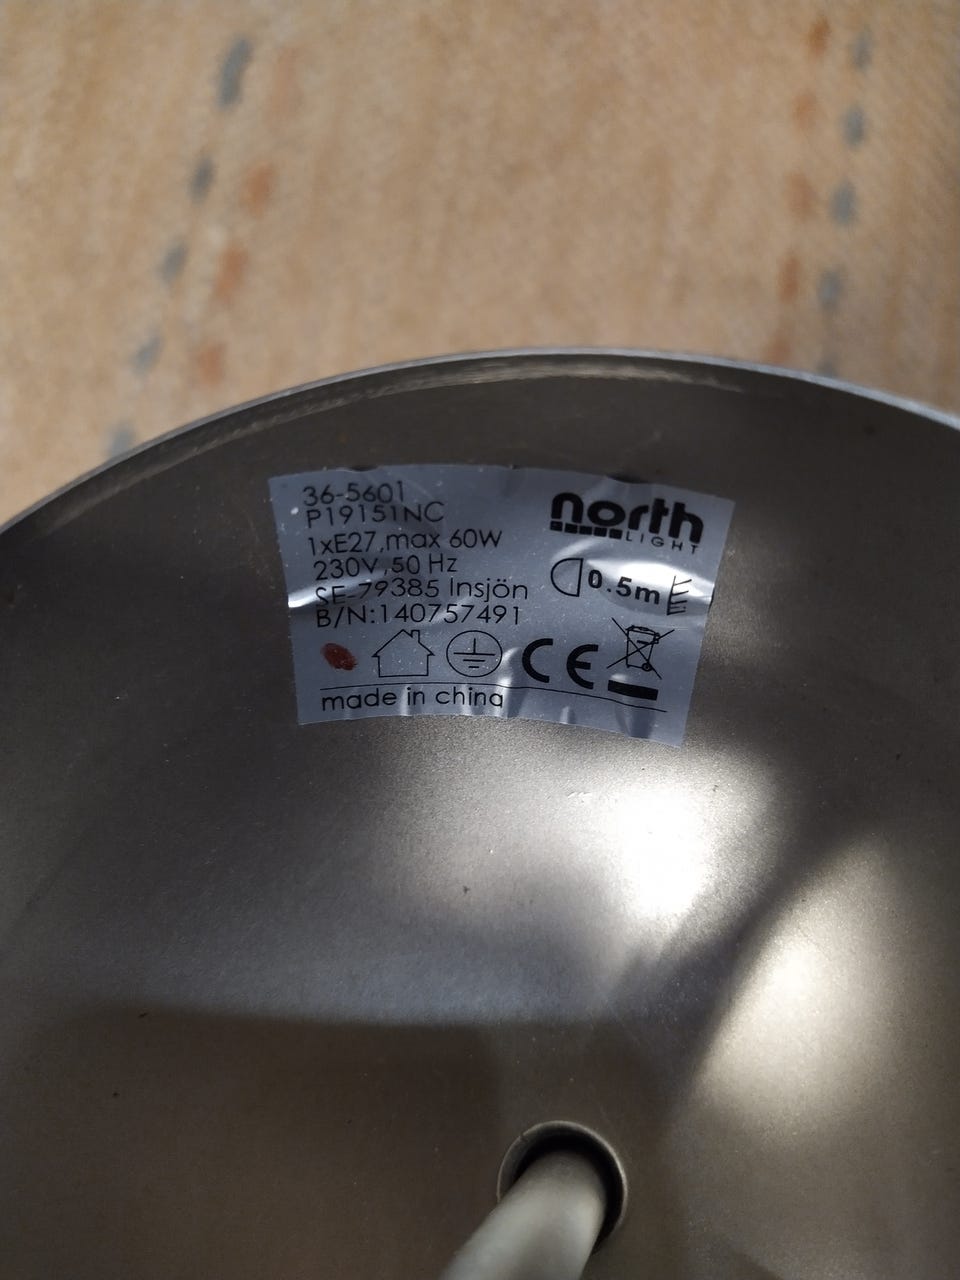 36-5601
P19151NC
1xE27,max 60W
230V,50 Hz
SE-79385 Insjön
B/N:140757491
north
LIGHT
0.5m
CE
made in china